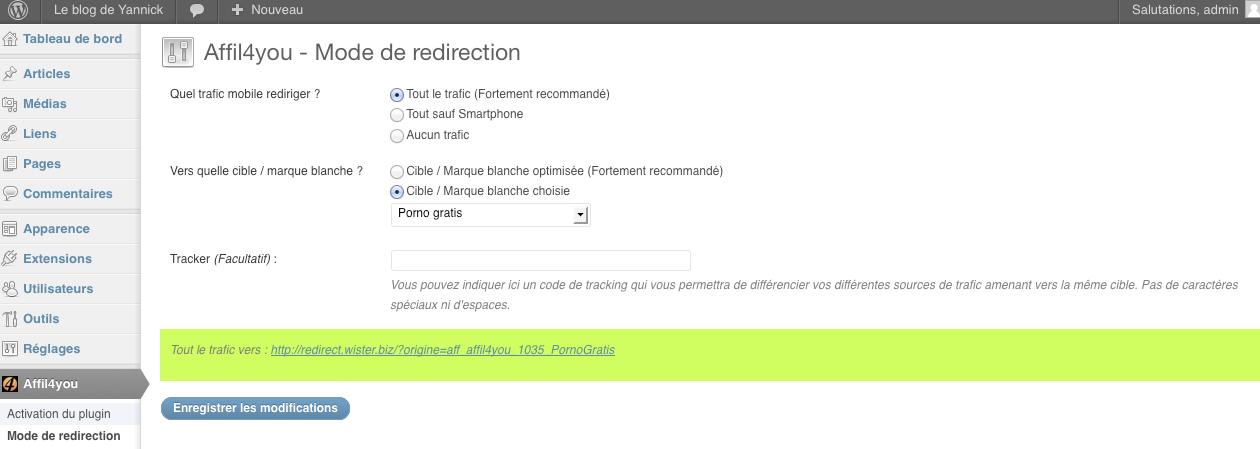 Le blog de Yannick
+ Nouveau
Salutations, admin
Tableau de bord
Articles
Médias
Liens
Pages
Commentaires
Apparence
Extensions
Utilisateurs
Outils
Réglages
Affil4you
Activation du plugin
Mode de redirection
Affil4you - Mode de redirection
Quel trafic mobile rediriger ?
Tout le trafic (Fortement recommandé)
Tout sauf Smartphone
Aucun trafic
Vers quelle cible / marque blanche ?
Cible / Marque blanche optimisée (Fortement recommandé)
Cible / Marque blanche choisie
Porno gratis
Tracker (Facultatif) :
Vous pouvez indiquer ici un code de tracking qui vous permettra de différencier vos différentes sources de trafic amenant vers la même cible. Pas de caractères
spéciaux ni d'espaces.
Tout le trafic vers : http://redirect.wister.biz/?origine=aff_affil4you_1035_PornoGratis
Enregistrer les modifications